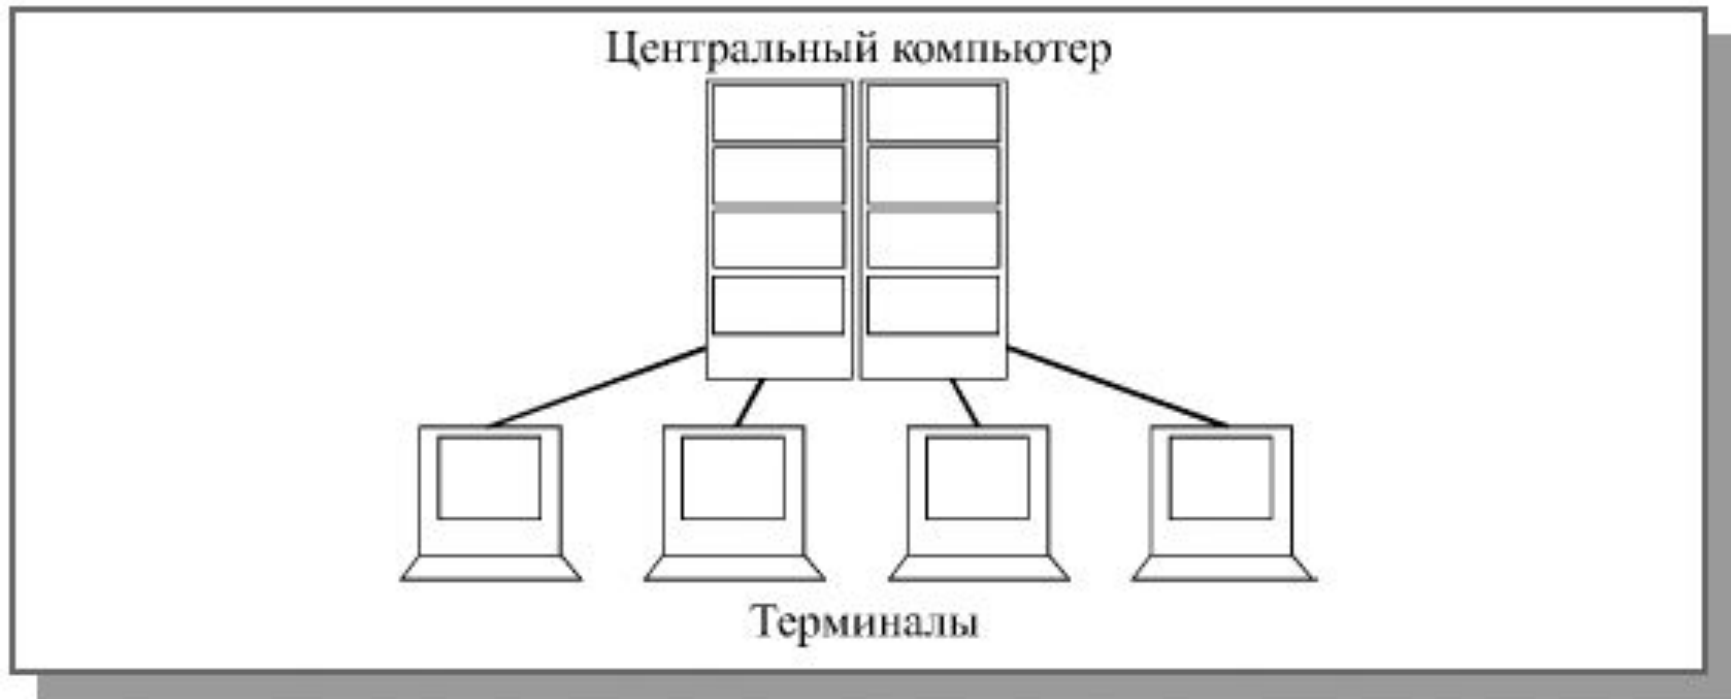 Центральный компьютер
Терминалы